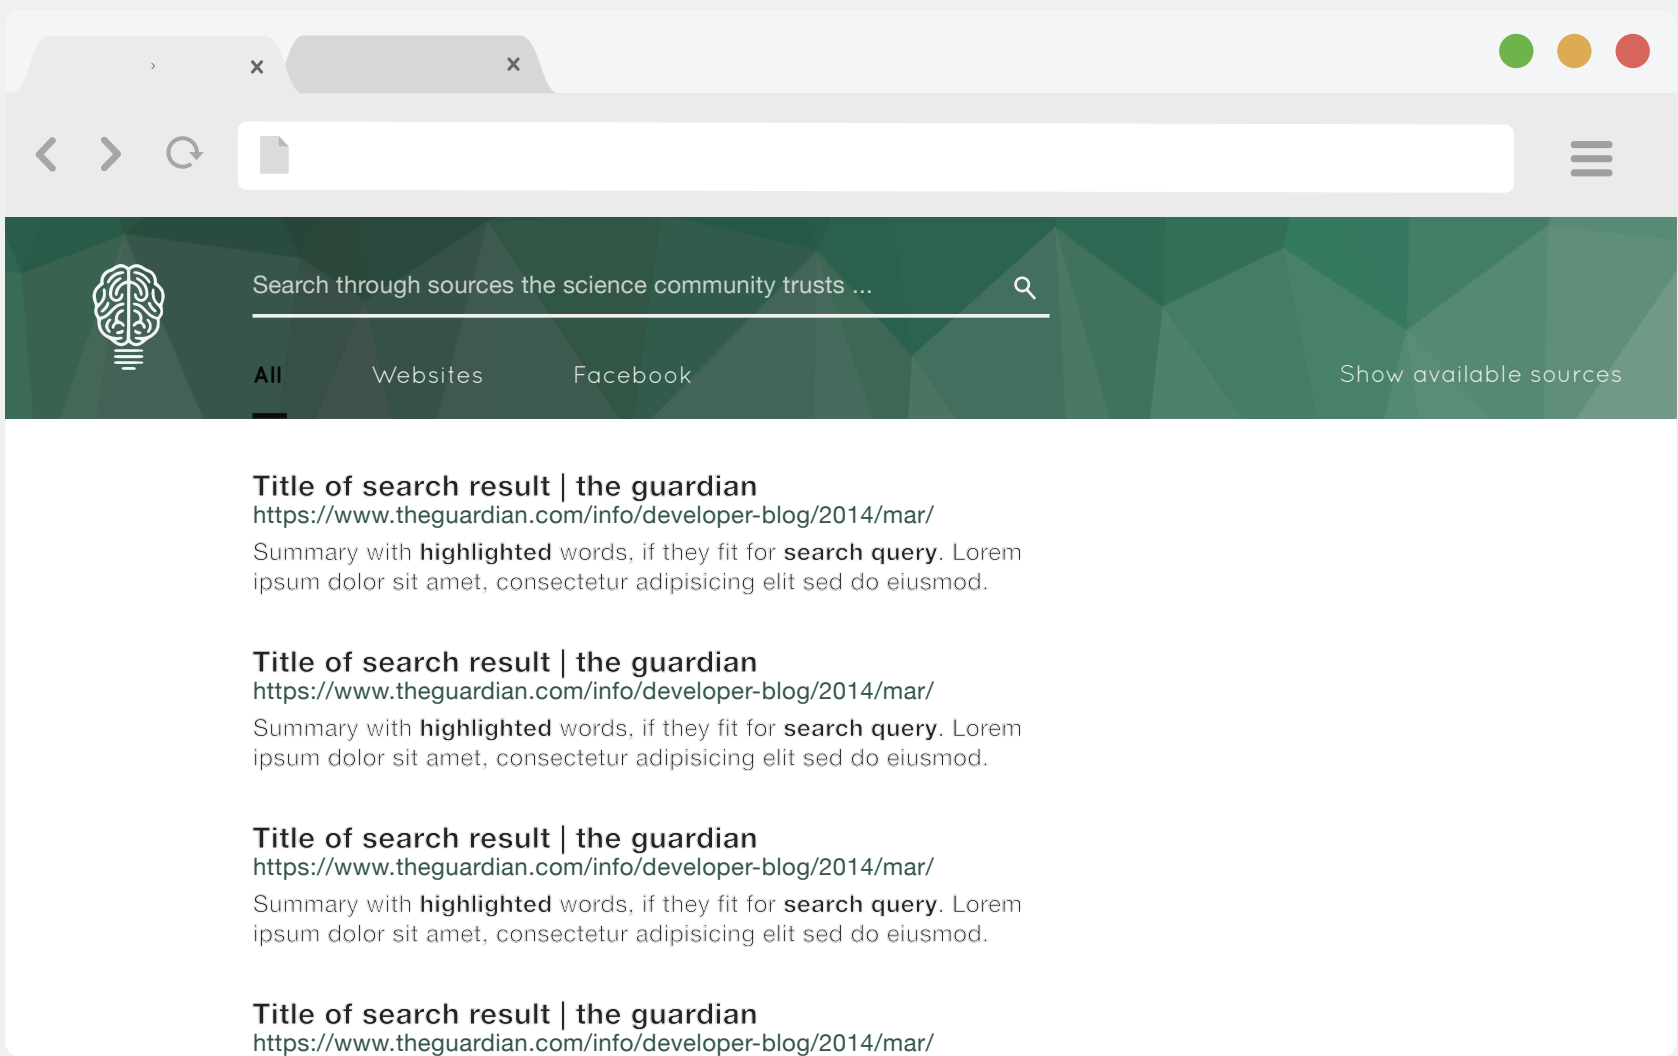 Search through sources the science community trusts ...
All Websites Facebook Show available sources
Title of search result | the guardian
https://www.theguardian.com/info/developer-blog/2014/mar/
Summary with highlighted words, if they fit for search query. Lorem
ipsum dolor sit amet, consectetur adipisicing elit sed do eiusmod.
Title of search result | the guardian
https://www.theguardian.com/info/developer-blog/2014/mar/
Summary with highlighted words, if they fit for search query. Lorem
ipsum dolor sit amet, consectetur adipisicing elit sed do eiusmod.
Title of search result | the guardian
https://www.theguardian.com/info/developer-blog/2014/mar/
Summary with highlighted words, if they fit for search query. Lorem
ipsum dolor sit amet, consectetur adipisicing elit sed do eiusmod.
Title of search result | the guardian
https://www.theguardian.com/info/developer-blog/2014/mar/